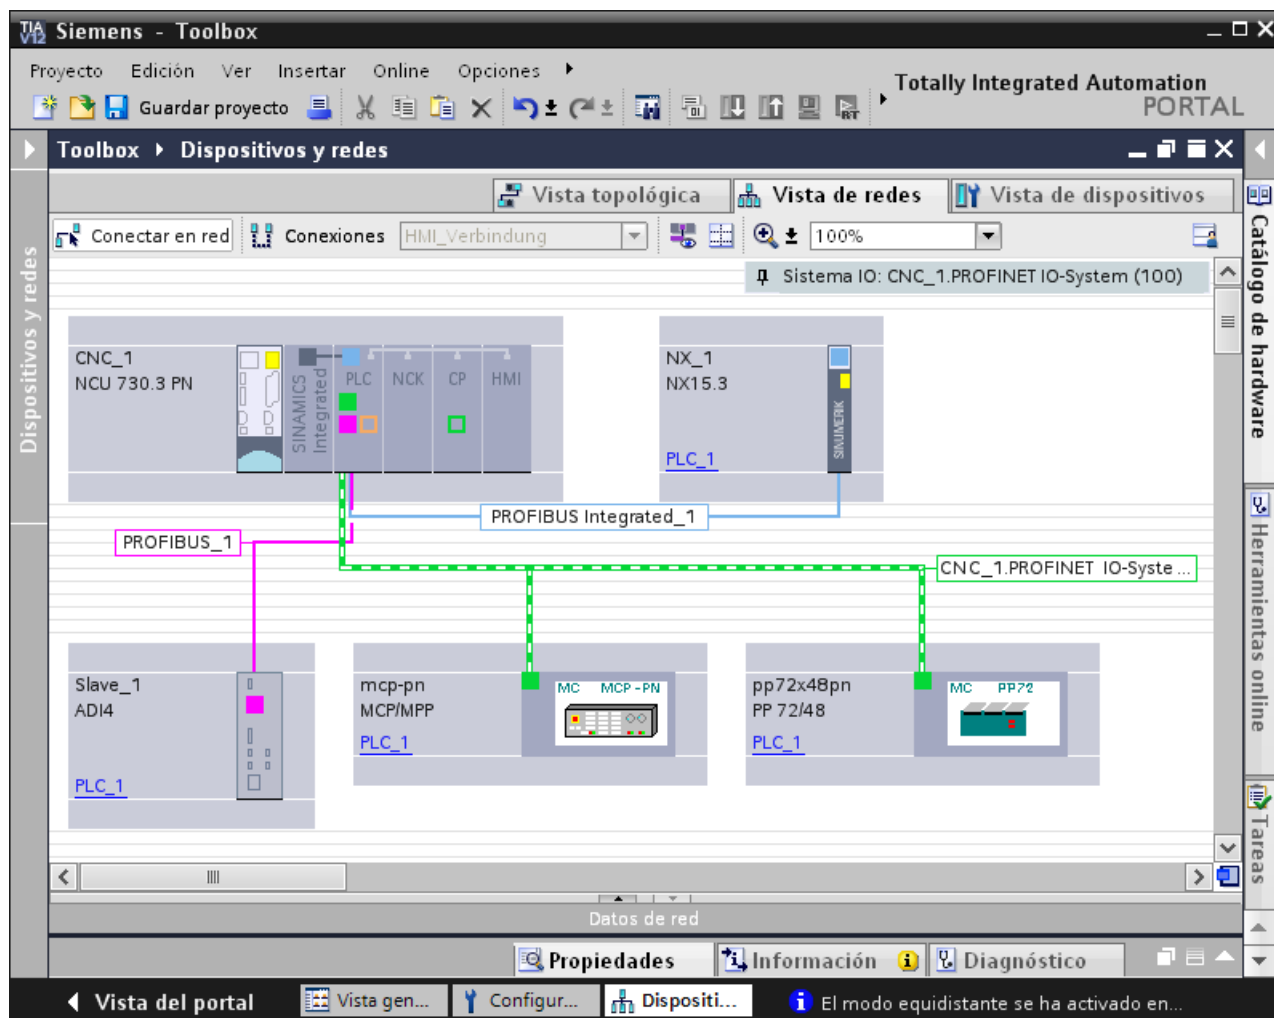 TIA V12 Siemens - Toolbox
Proyecto Edición Ver Insertar Online Opciones
Totally Integrated Automation
PORTAL
Guardar proyecto
Toolbox Dispositivos y redes
Vista topológica Vista de redes Vista de dispositivos
Conectar en red Conexiones HMI_Verbindung 100%
Sistema IO: CNC_1.PROFINET IO-System (100)
CNC_1
NCU 730.3 PN
SINAMICS
Integrated
PLC NCK CP HMI
NX_1
NX15.3
PLC_1
SINUMERIK
PROFIBUS Integrated_1
PROFIBUS_1
CNC_1.PROFINET IO-Syste ...
Slave_1
ADI4
PLC_1
mcp-pn
MCP/MPP
PLC_1
MC MCP-PN
pp72x48pn
PP 72/48
PLC_1
MC PP72
Datos de red
Propiedades Información Diagnóstico
Vista del portal Vista gen... Configur... Dispositi... El modo equidistante se ha activado en...
Dispositivos y redes
Catálogo de hardware
Herramientas online
Tareas